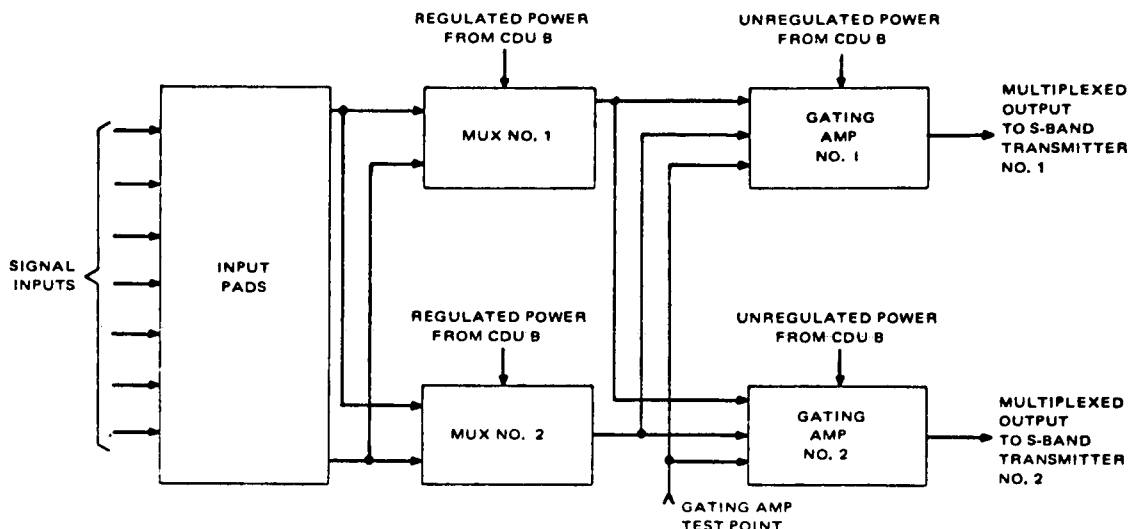 REGULATED POWER
FROM CDU B
UNREGULATED POWER
FROM CDU B
MULTIPLEXED
OUTPUT
TO S-BAND
TRANSMITTER
NO. 1
MUX NO. 1
GATING
AMP
NO. 1
SIGNAL
INPUTS
INPUT
PADS
REGULATED POWER
FROM CDU B
UNREGULATED POWER
FROM CDU B
MUX NO. 2
GATING
AMP
NO. 2
MULTIPLEXED
OUTPUT
TO S-BAND
TRANSMITTER
NO. 2
GATING AMP
TEST POINT